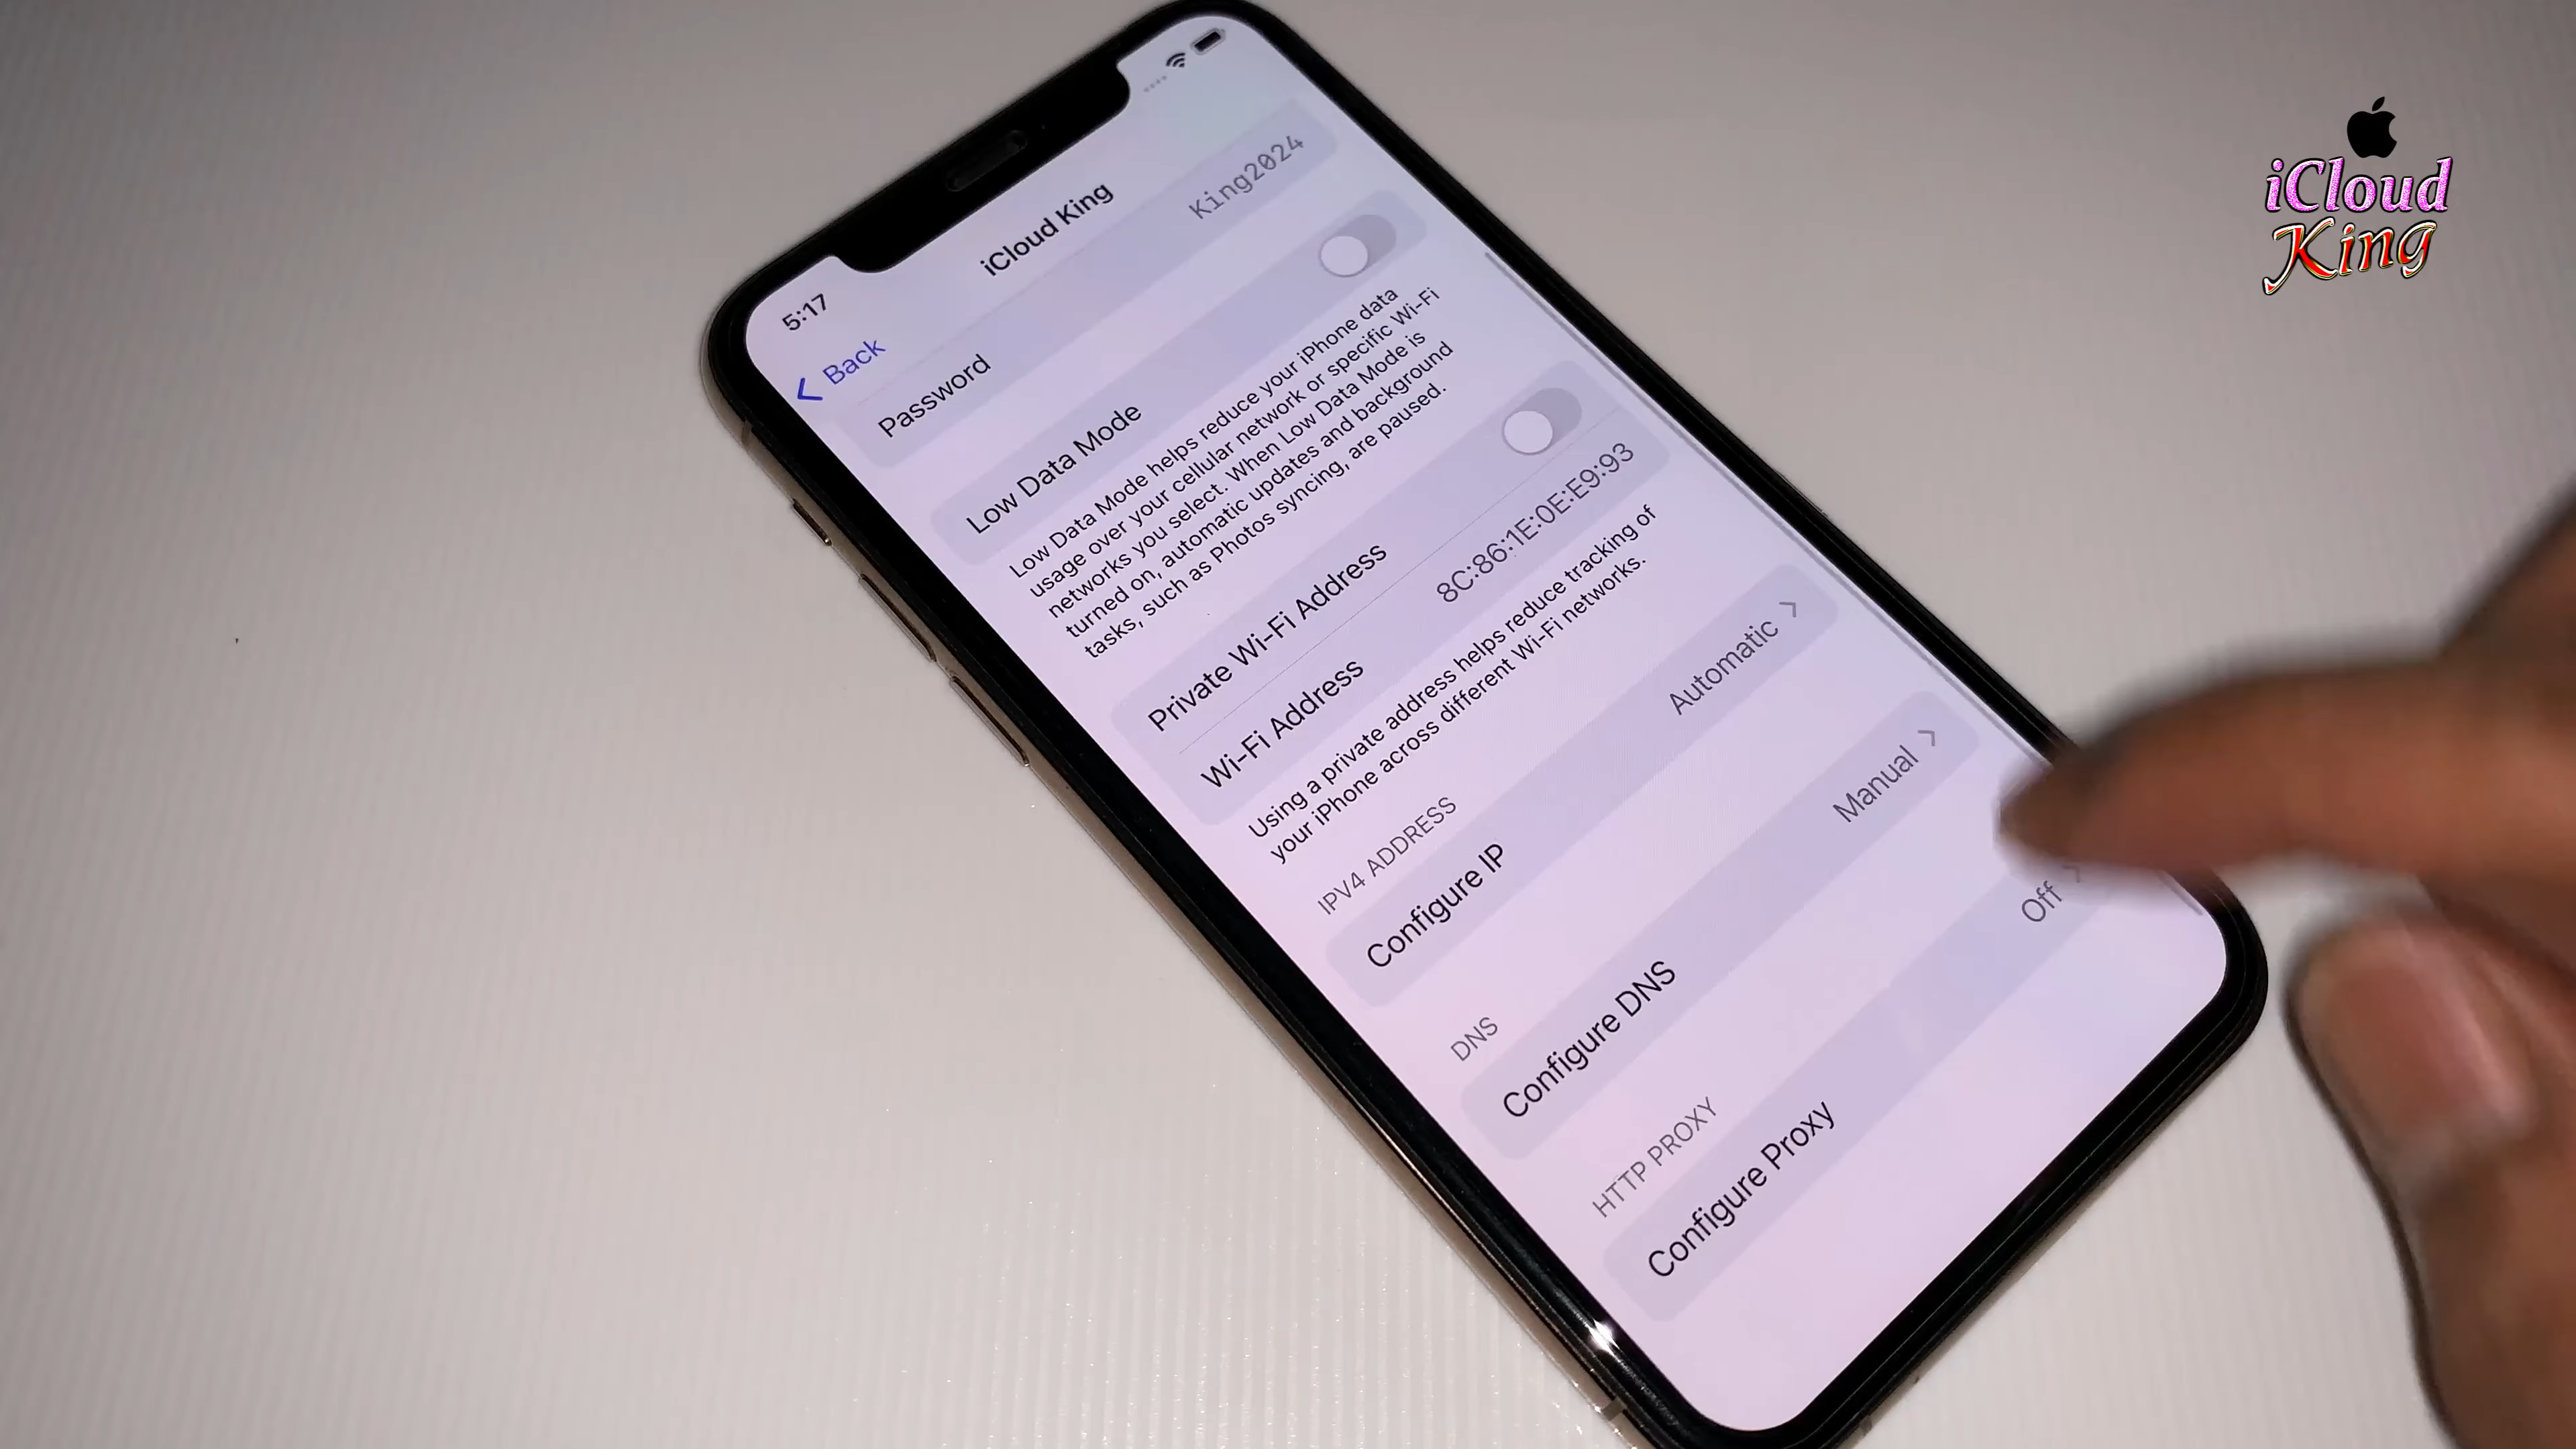 5:17
Back
iCloud King
Password
King2024
Low Data Mode
Low Data Mode helps reduce your iPhone data
usage over your cellular network or specific Wi-Fi
networks you select. When Low Data Mode is
turned on, automatic updates and background
tasks, such as Photos syncing, are paused.
Private Wi-Fi Address
Wi-Fi Address
8C:86:1E:0E:E9:93
Using a private address helps reduce tracking of
your iPhone across different Wi-Fi networks.
IPV4 ADDRESS
Configure IP
Automatic
DNS
Configure DNS
Manual
HTTP PROXY
Configure Proxy
Off
iCloud
King